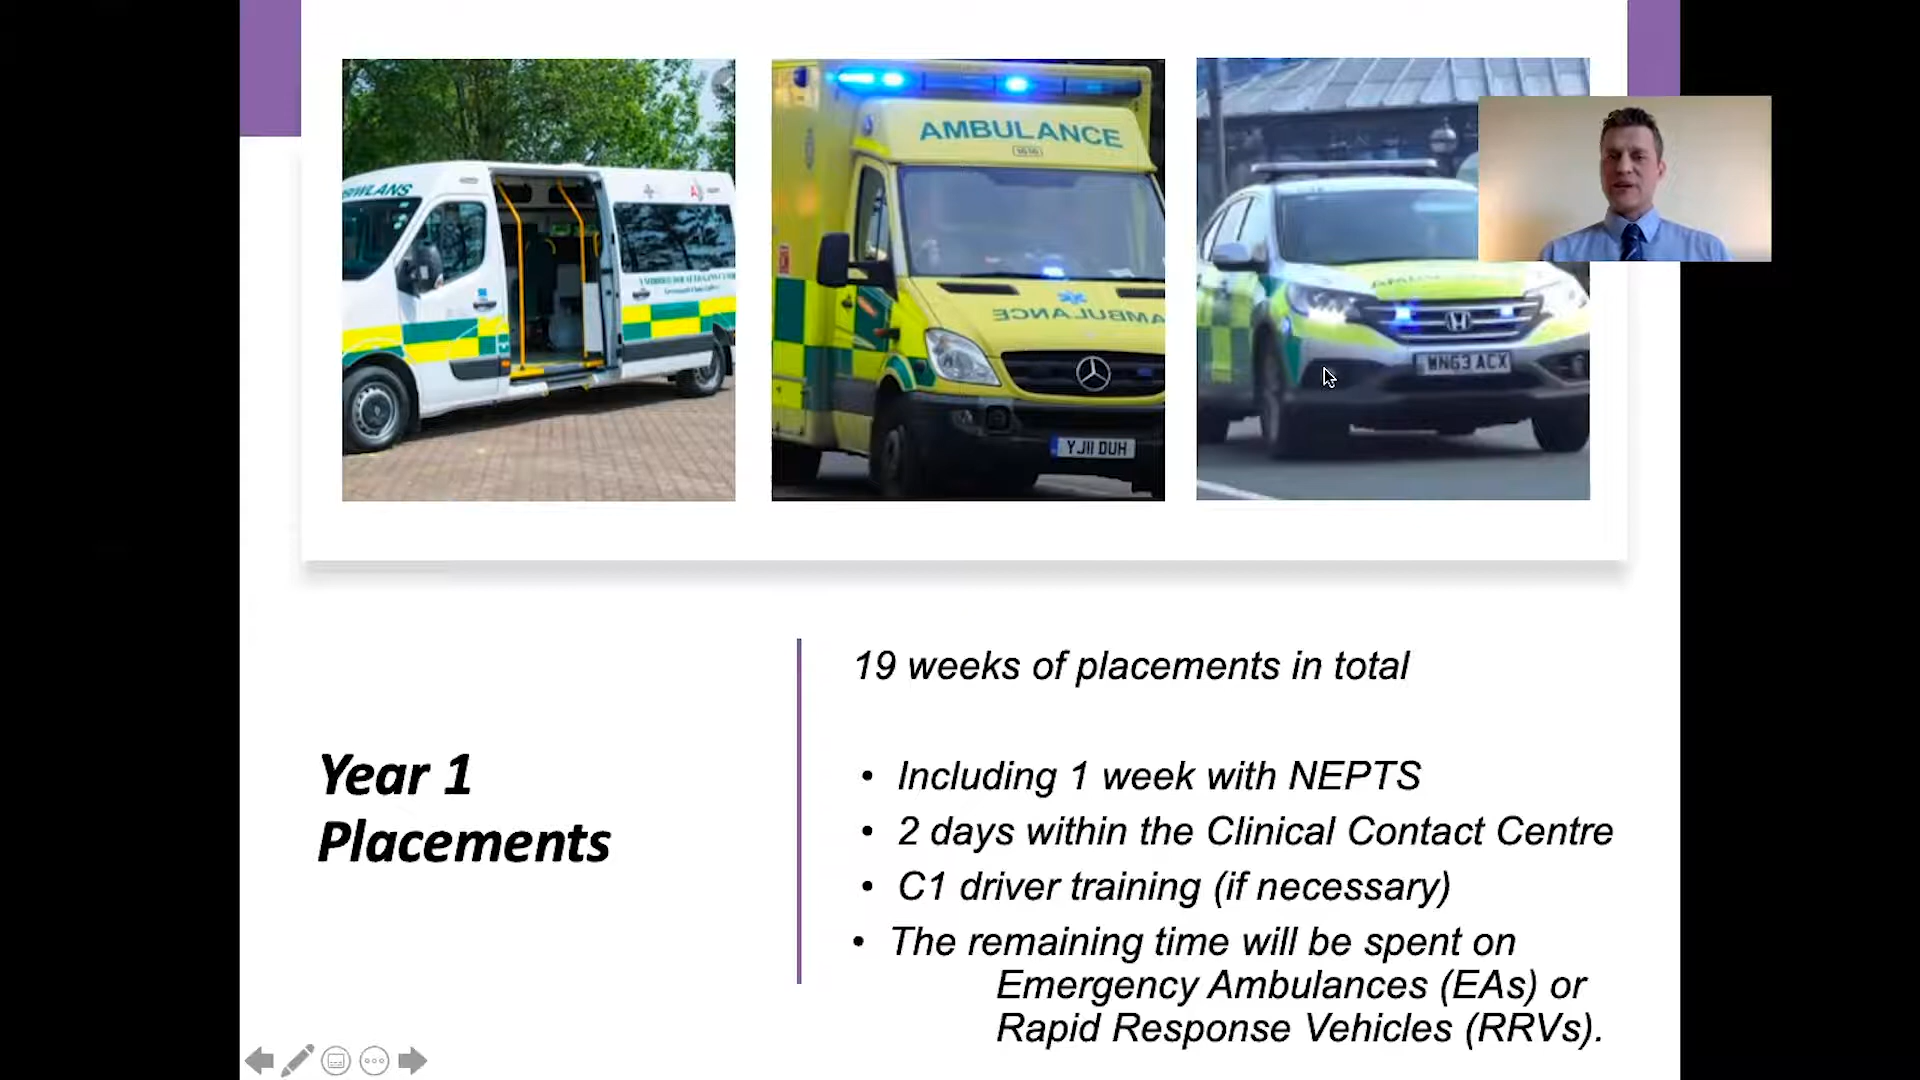 AMBULANCE
1616
AMBULANCE
YJ11 DUH
WN63 ACX
19 weeks of placements in total
Year 1
Placements
• Including 1 week with NEPTS
• 2 days within the Clinical Contact Centre
• C1 driver training (if necessary)
• The remaining time will be spent on
Emergency Ambulances (EAs) or
Rapid Response Vehicles (RRVs).